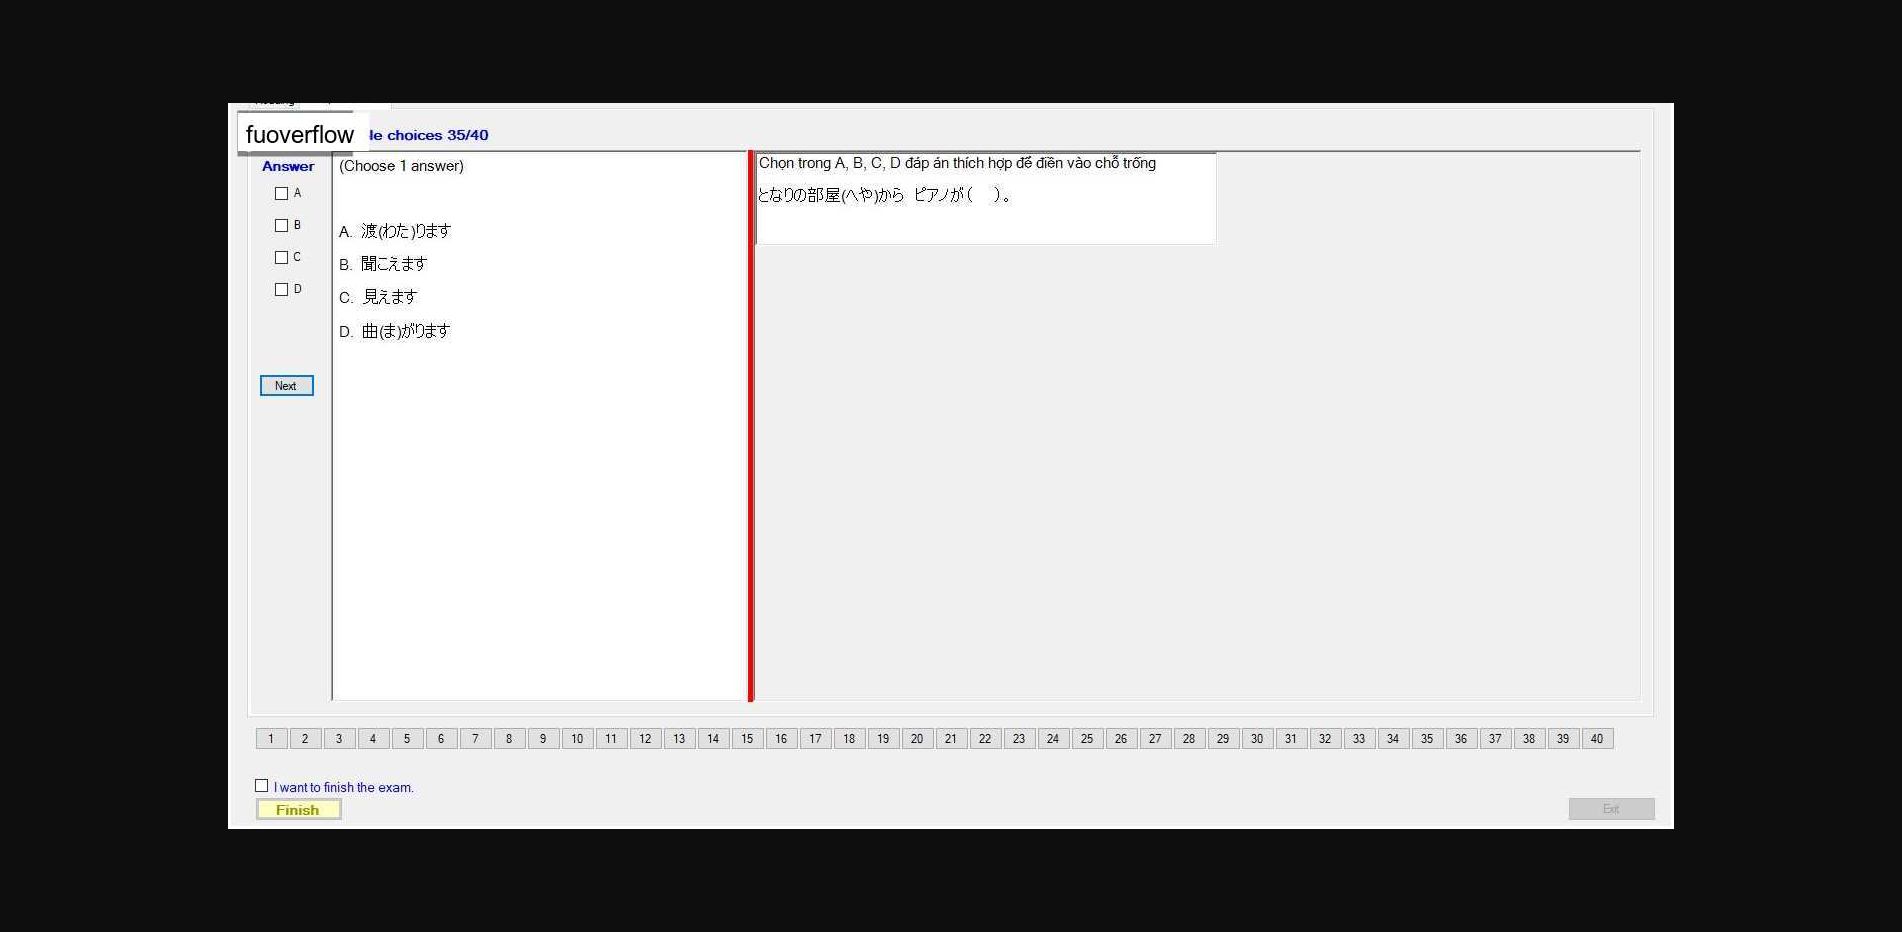 fuoverflow
le choices 35/40
Answer
(Choose 1 answer)
A
B
C
D
A. 渡(わた)ります
B. 聞こえます
C. 見えます
D. 曲(ま)がります
Next
Chọn trong A, B, C, D đáp án thích hợp để điền vào chỗ trống
となりの部屋(へや)から ピアノが( )。
1 2 3 4 5 6 7 8 9 10 11 12 13 14 15 16 17 18 19 20 21 22 23 24 25 26 27 28 29 30 31 32 33 34 35 36 37 38 39 40
I want to finish the exam.
Finish
Exit